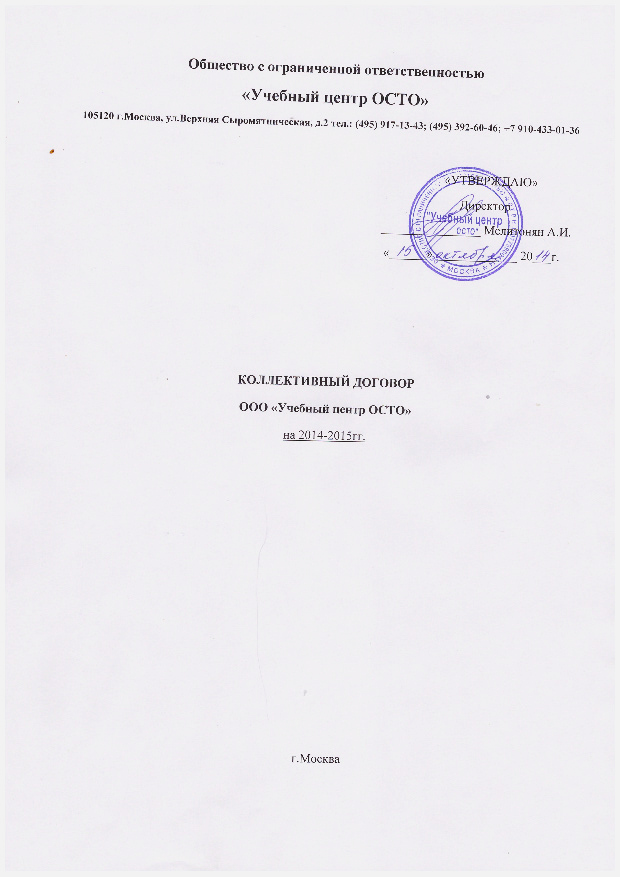 Общество с ограниченной ответственностью
«Учебный центр ОСТО»
105120 г.Москва, ул.Верхняя Сыромятническая, д.2 тел.: (495) 917-13-43; (495) 392-60-46; +7 910-433-01-36
«УТВЕРЖДАЮ»
Директор
"Учебный центр
ОСТО"
МОСКВА
Мелитонян А.И.
« 15 октября 2014 г.
КОЛЛЕКТИВНЫЙ ДОГОВОР
ООО «Учебный центр ОСТО»
на 2014-2015гг.
г.Москва